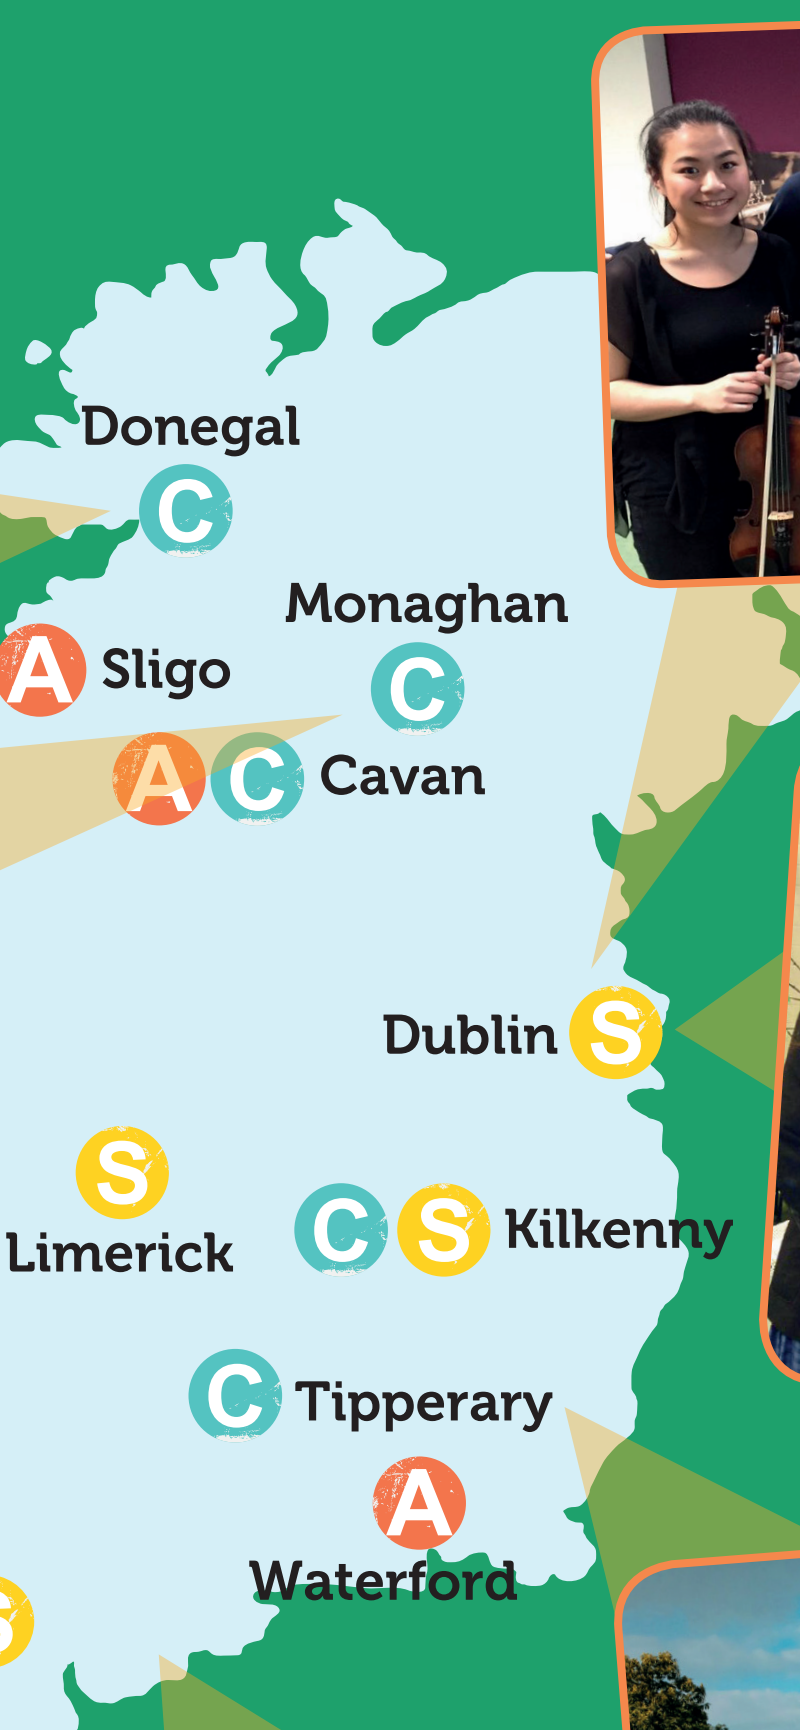 Donegal
C
Monaghan
C
A Sligo
A C Cavan
Dublin S
S
Limerick
C S Kilkenny
C Tipperary
A
Waterford
S